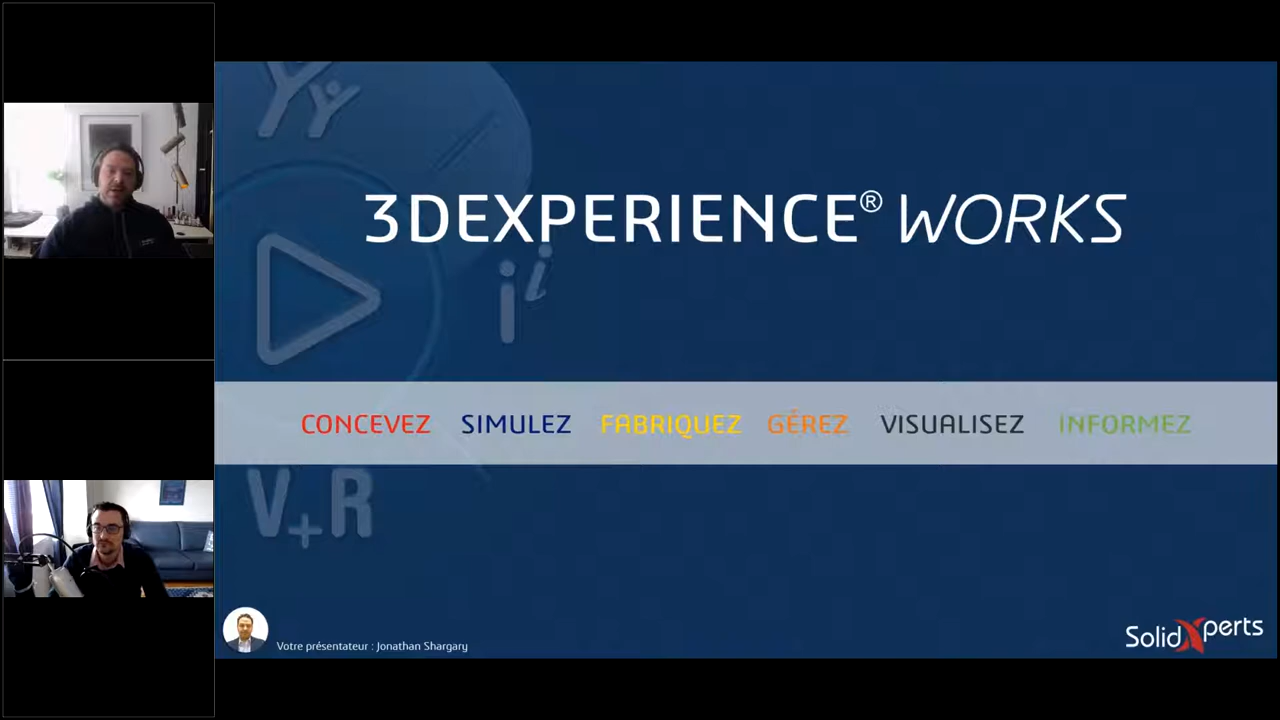 3DEXPERIENCE® WORKS
CONCEVEZ SIMULEZ FABRIQUEZ GÉREZ VISUALISEZ INFORMEZ
V+R
Votre présentateur : Jonathan Shargary
SolidXperts